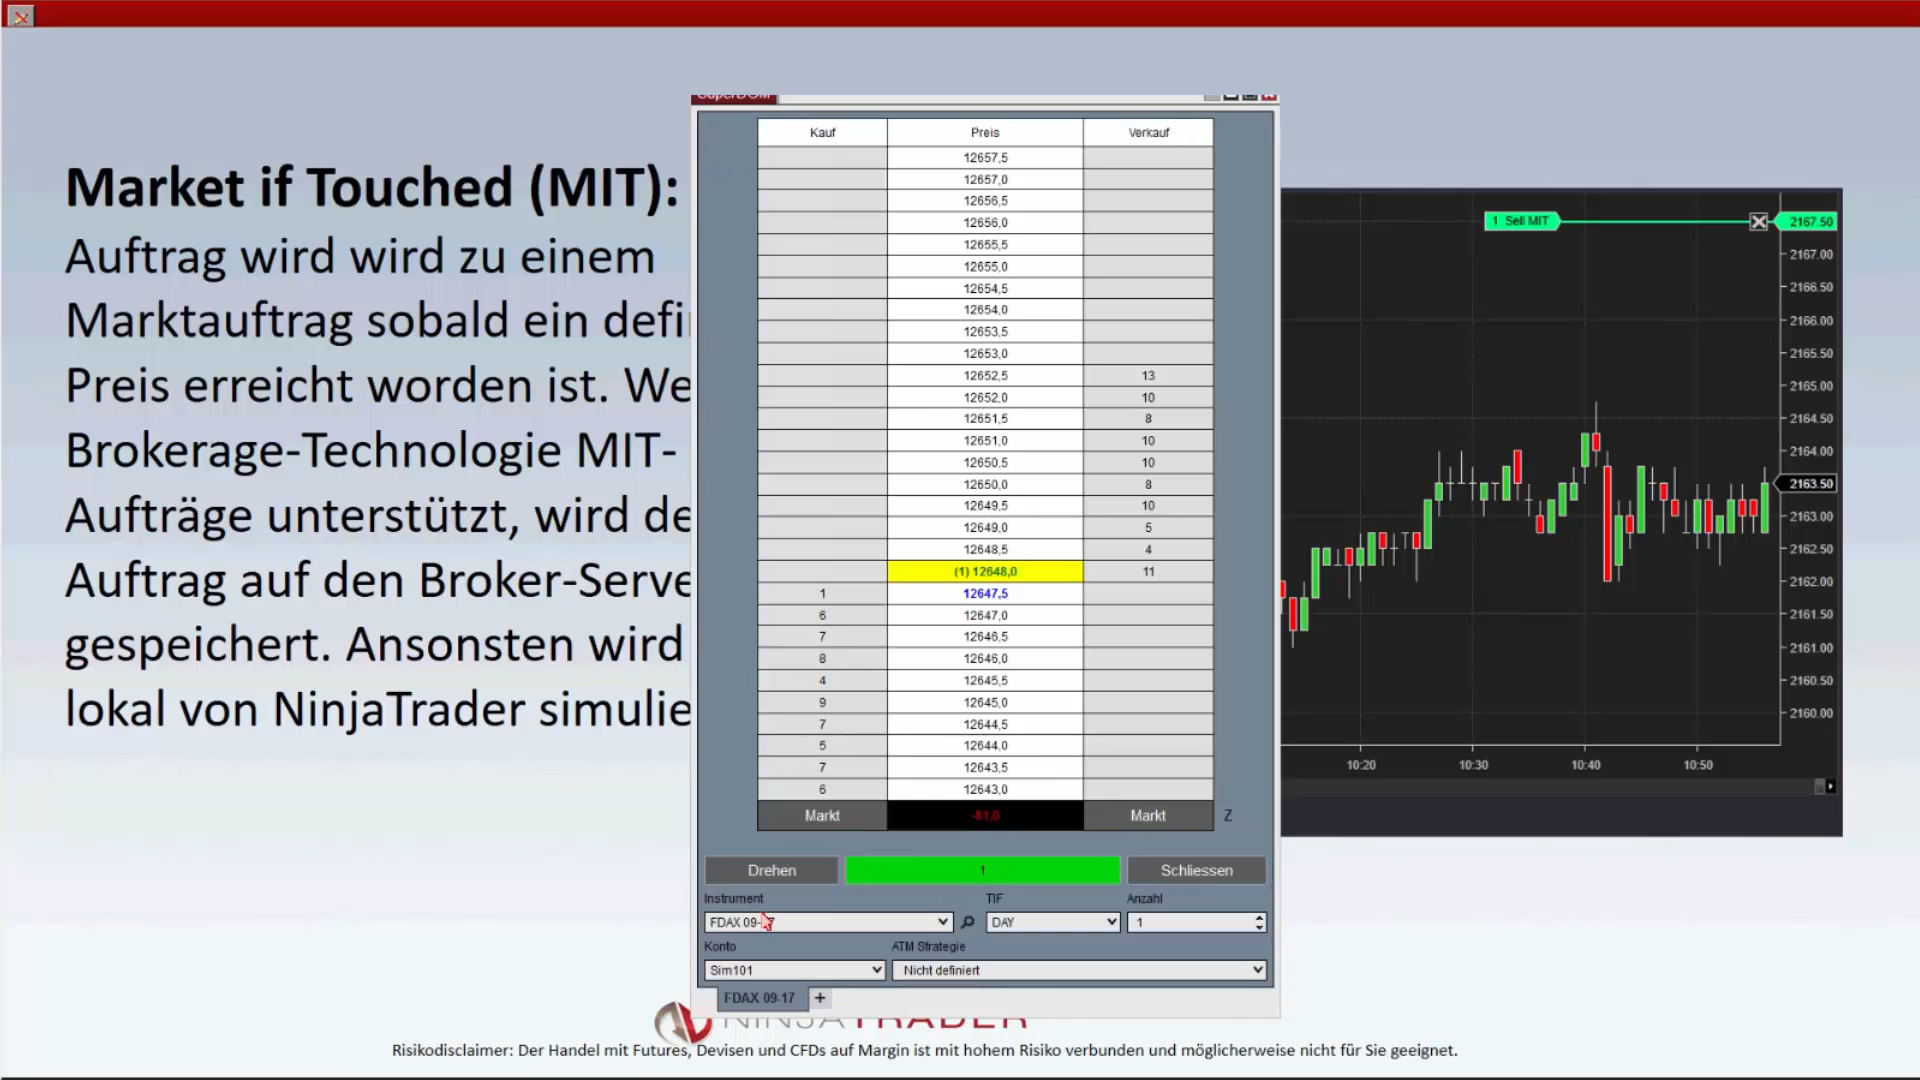 Market if Touched (MIT):
Auftrag wird wird zu einem
Marktauftrag sobald ein
Preis erreicht worden ist.
Brokerage-Technologie MIT-
Aufträge unterstützt, wird
Auftrag auf den
gespeichert. Ansonsten wird
lokal von NinjaTrader
SuperDOM
Kauf Preis Verkauf
12657,5
12657,0
12656,5
12656,0
12655,5
12655,0
12654,5
12654,0
12653,5
12653,0
12652,5 13
12652,0 10
12651,5 8
12651,0 10
12650,5 10
12650,0 8
12649,5 10
12649,0 5
12648,5 4
(1) 12648,0 11
1 12647,5
6 12647,0
7 12646,5
8 12646,0
4 12645,5
9 12645,0
7 12644,5
5 12644,0
7 12643,5
6 12643,0
Markt -81,0 Markt Z
Drehen 1 Schliessen
Instrument TIF Anzahl
FDAX 09-17 DAY 1
Konto ATM Strategie
Sim101 Nicht definiert
FDAX 09-17 +
1 Sell MIT 2167.50
2167.00
2166.50
2166.00
2165.50
2165.00
2164.50
2164.00
2163.50
2163.00
2162.50
2162.00
2161.50
2161.00
2160.50
2160.00
10:20 10:30 10:40 10:50
NINJATRADER
Risikodisclaimer: Der Handel mit Futures, Devisen und CFDs auf Margin ist mit hohem Risiko verbunden und möglicherweise nicht für Sie geeignet.